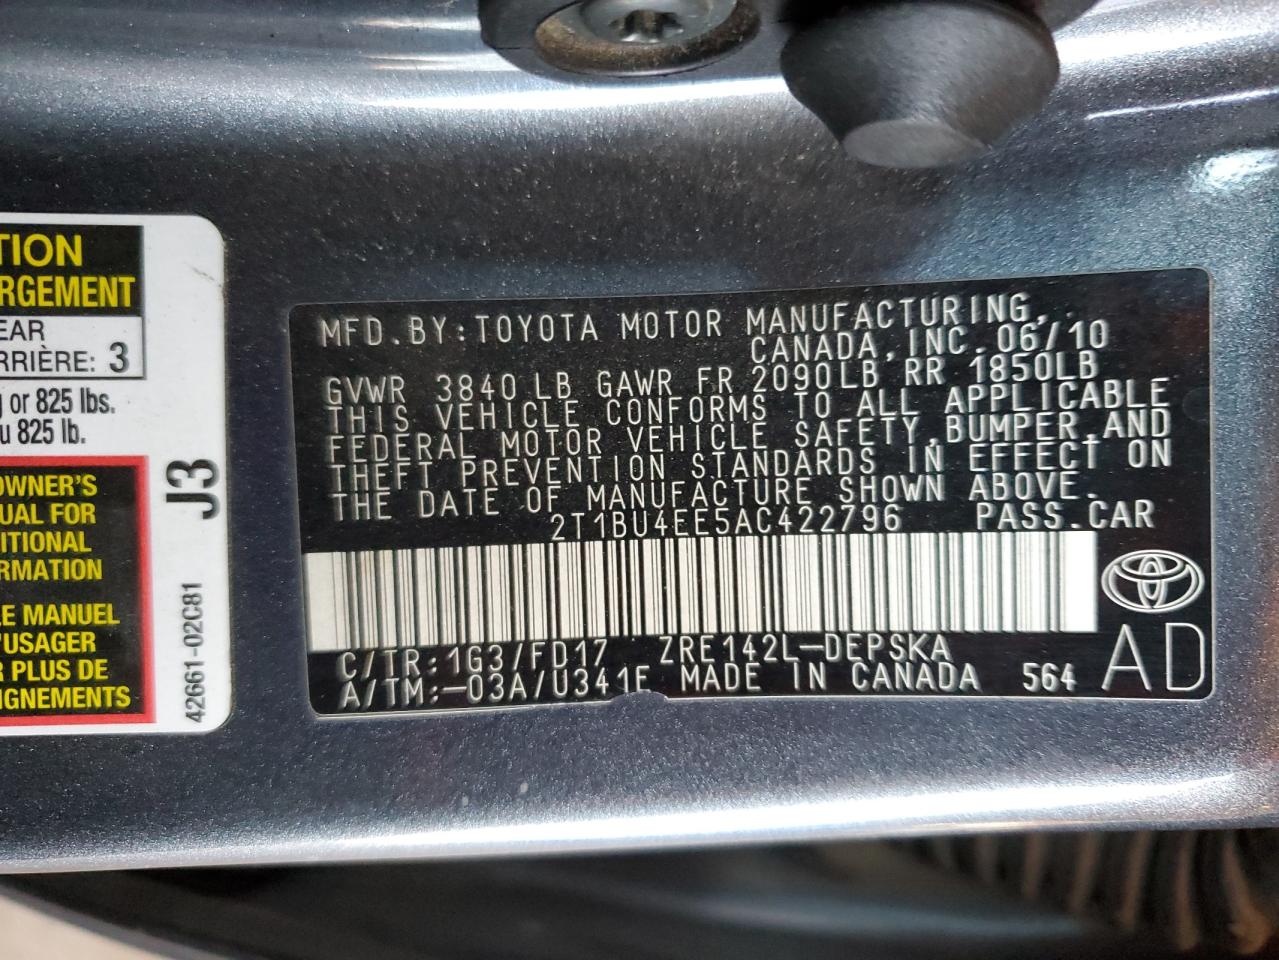 TION
RGEMENT
EAR
RRIÈRE: 3
or 825 lbs.
u 825 lb.
OWNER'S
UAL FOR
ITIONAL
RMATION
LE MANUEL
'USAGER
R PLUS DE
IGNEMENTS
J3
42661-02C81
MFD.BY:TOYOTA MOTOR MANUFACTURING,
CANADA,INC.06/10
GVWR 3840LB GAWR FR 2090LB RR 1850LB
THIS VEHICLE CONFORMS TO ALL APPLICABLE
FEDERAL MOTOR VEHICLE SAFETY,BUMPER,AND
THEFT PREVENTION STANDARDS IN EFFECT ON
THE DATE OF MANUFACTURE SHOWN ABOVE.
2T1BU4EE5AC422796 PASS.CAR
C/TR:1G3/FD17 ZRE142L-DEPSKA
A/TM:-03A/U341F MADE IN CANADA 564
AD